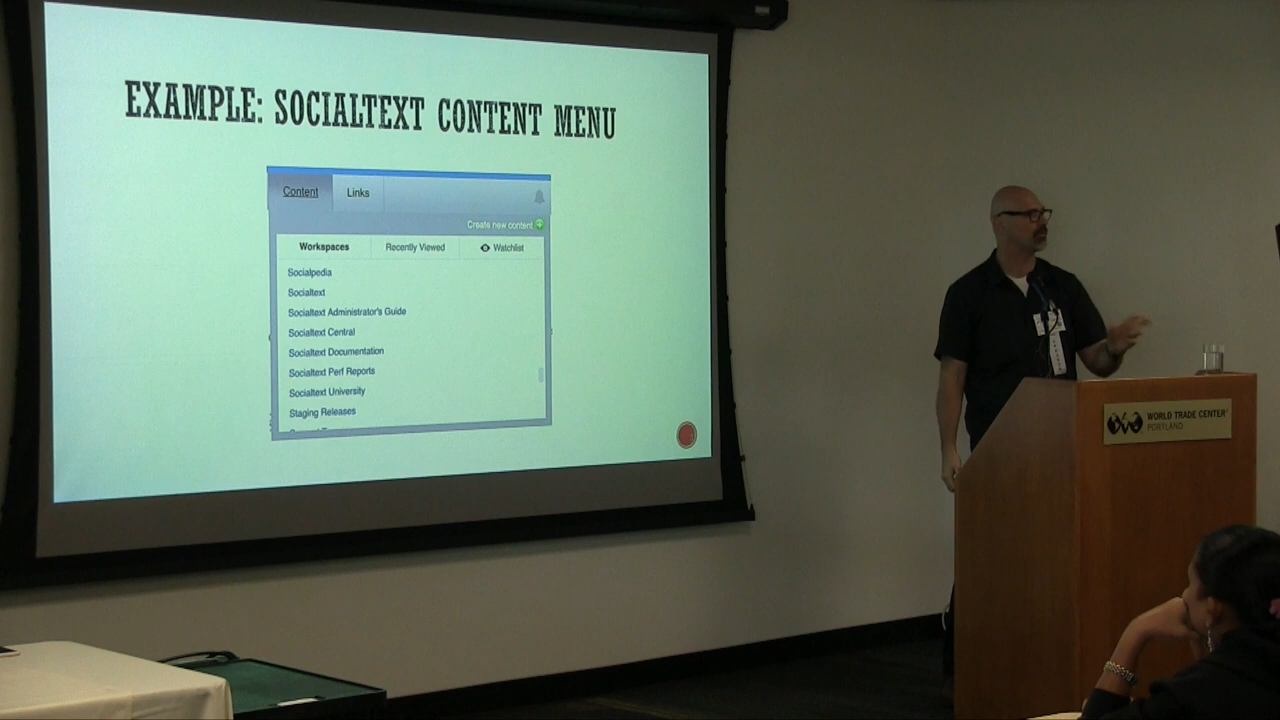 EXAMPLE: SOCIALTEXT CONTENT MENU
Content Links
Create new content
Workspaces Recently Viewed Watchlist
Socialpedia
Socialtext
Socialtext Administrator's Guide
Socialtext Central
Socialtext Documentation
Socialtext Perf Reports
Socialtext University
Staging Releases
WORLD TRADE CENTER
PORTLAND